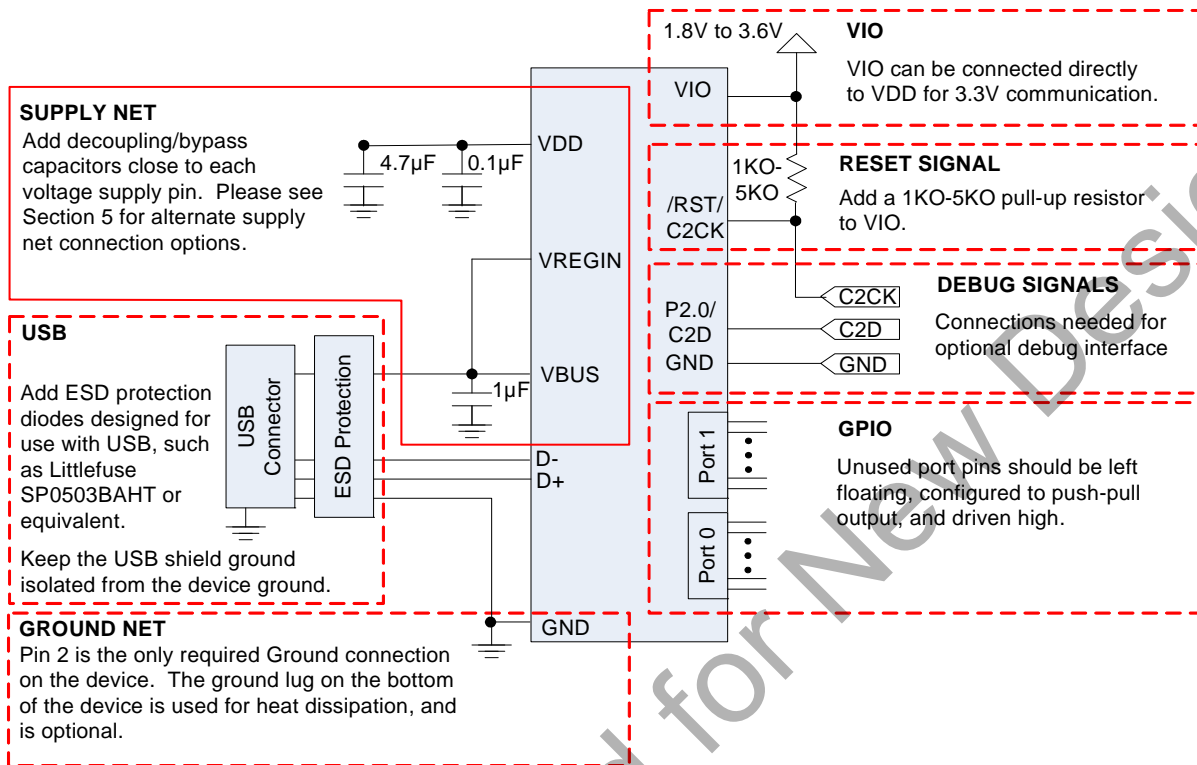 SUPPLY NET
Add decoupling/bypass
capacitors close to each
voltage supply pin.  Please see
Section 5 for alternate supply
net connection options.
4.7µF
0.1µF
VDD
VREGIN
VBUS
1µF
D-
D+
GND
USB
Add ESD protection
diodes designed for
use with USB, such
as Littlefuse
SP0503BAHT or
equivalent.
Keep the USB shield ground
isolated from the device ground.
USB
Connector
ESD Protection
GROUND NET
Pin 2 is the only required Ground connection
on the device.  The ground lug on the bottom
of the device is used for heat dissipation, and
is optional.
1.8V to 3.6V
VIO
VIO
VIO can be connected directly
to VDD for 3.3V communication.
1KO-
5KO
/RST/
C2CK
RESET SIGNAL
Add a 1KO-5KO pull-up resistor
to VIO.
P2.0/
C2D
GND
C2CK
C2D
GND
DEBUG SIGNALS
Connections needed for
optional debug interface
Port 1
Port 0
GPIO
Unused port pins should be left
floating, configured to push-pull
output, and driven high.
for New Desi